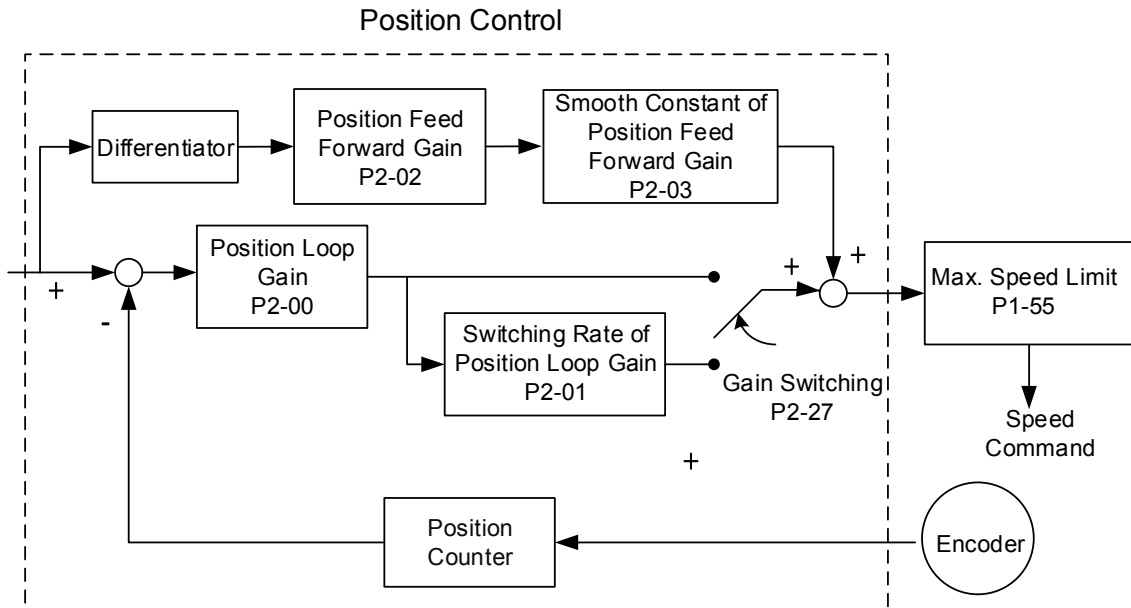 Position Control
Differentiator
Position Feed
Forward Gain
P2-02
Smooth Constant of
Position Feed
Forward Gain
P2-03
+
-
Position Loop
Gain
P2-00
Switching Rate of
Position Loop Gain
P2-01
+
+
Gain Switching
P2-27
+
Max. Speed Limit
P1-55
Speed
Command
Position
Counter
Encoder